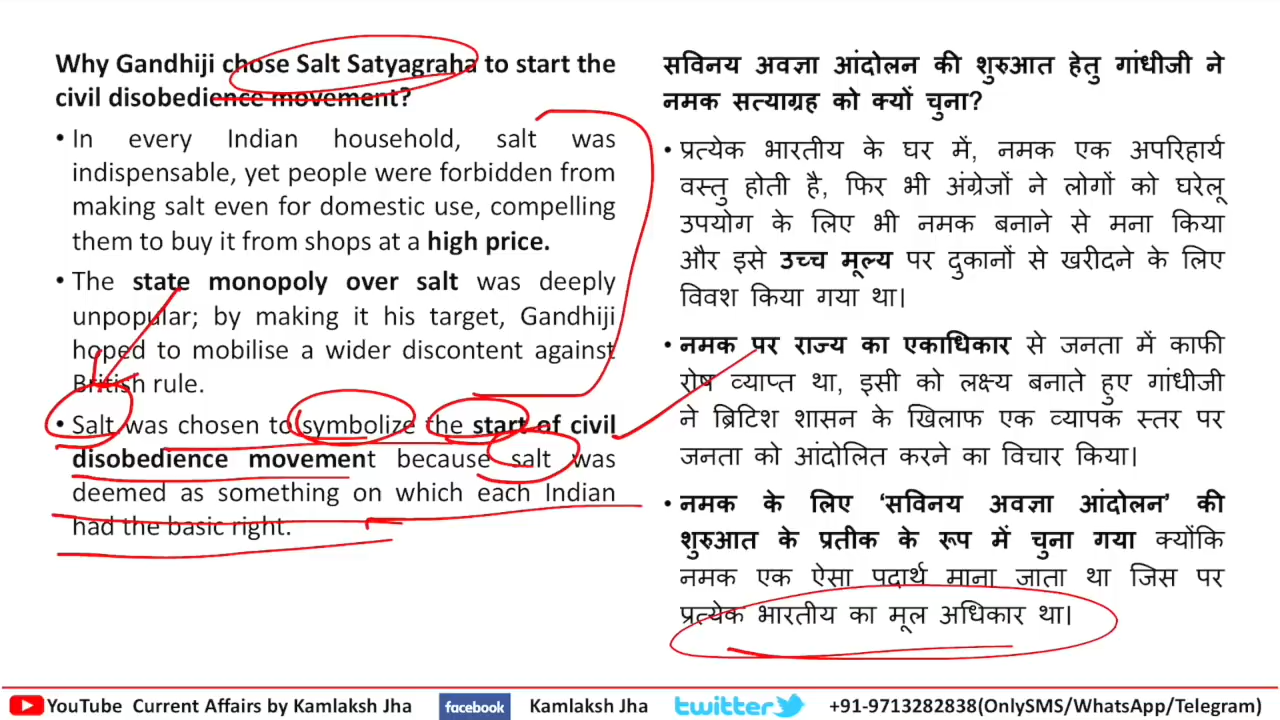 Why Gandhiji chose Salt Satyagraha to start the
civil disobedience movement?
• In every Indian household, salt was
indispensable, yet people were forbidden from
making salt even for domestic use, compelling
them to buy it from shops at a high price.
• The state monopoly over salt was deeply
unpopular; by making it his target, Gandhiji
hoped to mobilise a wider discontent against
British rule.
• Salt was chosen to symbolize the start of civil
disobedience movement because salt was
deemed as something on which each Indian
had the basic right.
सविनय अवज्ञा आंदोलन की शुरुआत हेतु गांधीजी ने
नमक सत्याग्रह को क्यों चुना?
• प्रत्येक भारतीय के घर में, नमक एक अपरिहार्य
वस्तु होती है, फिर भी अंग्रेजों ने लोगों को घरेलू
उपयोग के लिए भी नमक बनाने से मना किया
और इसे उच्च मूल्य पर दुकानों से खरीदने के लिए
विवश किया गया था।
• नमक पर राज्य का एकाधिकार से जनता में काफी
रोष व्याप्त था, इसी को लक्ष्य बनाते हुए गांधीजी
ने ब्रिटिश शासन के खिलाफ एक व्यापक स्तर पर
जनता को आंदोलित करने का विचार किया।
• नमक के लिए ‘सविनय अवज्ञा आंदोलन’ की
शुरुआत के प्रतीक के रूप में चुना गया क्योंकि
नमक एक ऐसा पदार्थ माना जाता था जिस पर
प्रत्येक भारतीय का मूल अधिकार था।
YouTube Current Affairs by Kamlaksh Jha facebook Kamlaksh Jha twitter +91-9713282838(OnlySMS/WhatsApp/Telegram)